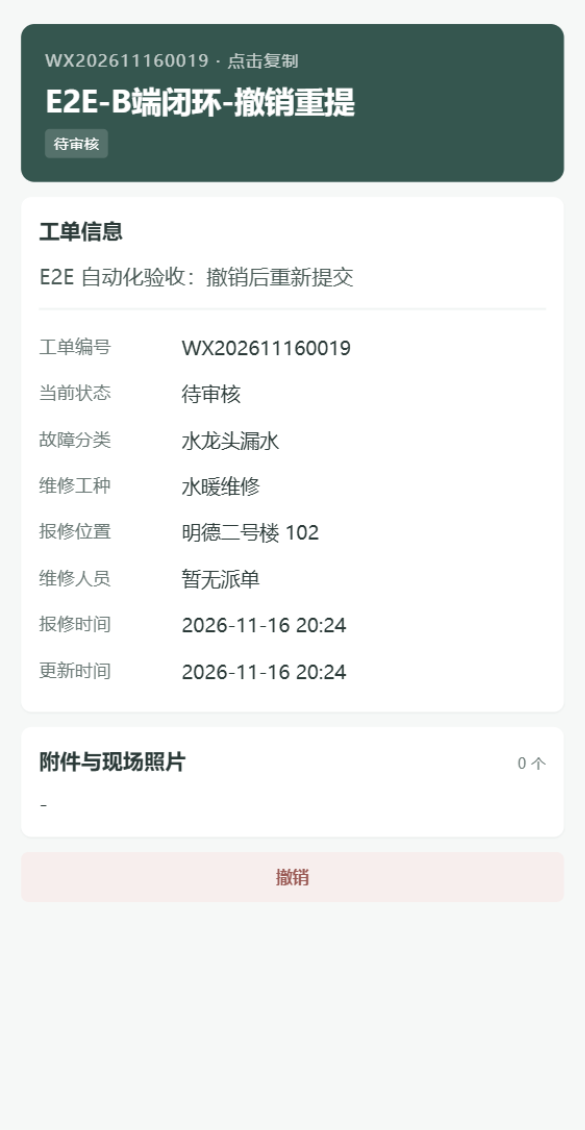 WX202611160019 · 点击复制
E2E-B端闭环-撤销重提
待审核
工单信息
E2E 自动化验收：撤销后重新提交
工单编号 WX202611160019
当前状态 待审核
故障分类 水龙头漏水
维修工种 水暖维修
报修位置 明德二号楼 102
维修人员 暂无派单
报修时间 2026-11-16 20:24
更新时间 2026-11-16 20:24
附件与现场照片 0 个
-
撤销